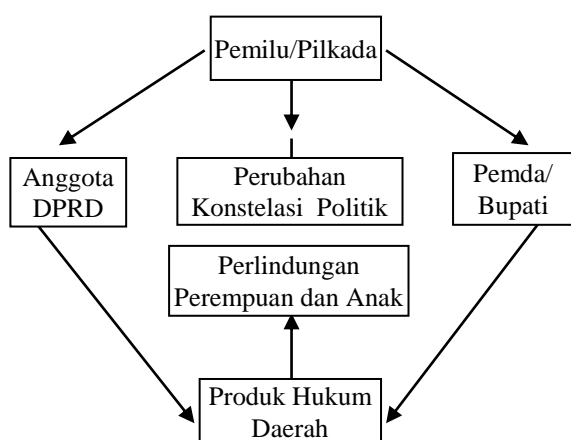 Pemilu/Pilkada
Anggota
DPRD
Perubahan
Konstelasi Politik
Pemda/
Bupati
Perlindungan
Perempuan dan Anak
Produk Hukum
Daerah